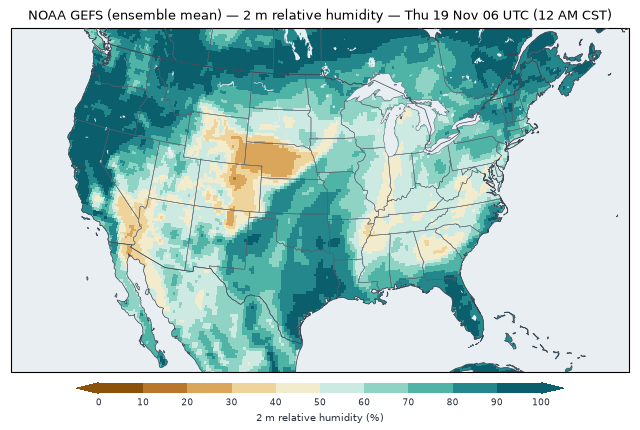 NOAA GEFS (ensemble mean) — 2 m relative humidity — Thu 19 Nov 06 UTC (12 AM CST)
0 10 20 30 40 50 60 70 80 90 100
2 m relative humidity (%)